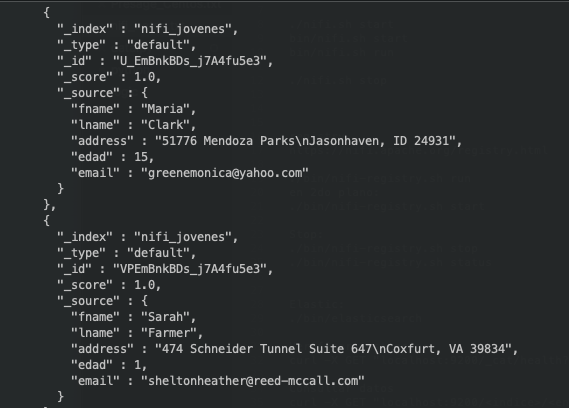 {
"_index" : "nifi_jovenes",
"_type" : "default",
"_id" : "U_EmBnkBDs_j7A4fu5e3",
"_score" : 1.0,
"_source" : {
"fname" : "Maria",
"lname" : "Clark",
"address" : "51776 Mendoza Parks\nJasonhaven, ID 24931",
"edad" : 15,
"email" : "greenemonica@yahoo.com"
}
},
{
"_index" : "nifi_jovenes",
"_type" : "default",
"_id" : "VPEmBnkBDs_j7A4fu5e3",
"_score" : 1.0,
"_source" : {
"fname" : "Sarah",
"lname" : "Farmer",
"address" : "474 Schneider Tunnel Suite 647\nCoxfurt, VA 39834",
"edad" : 1,
"email" : "sheltonheather@reed-mccall.com"
}